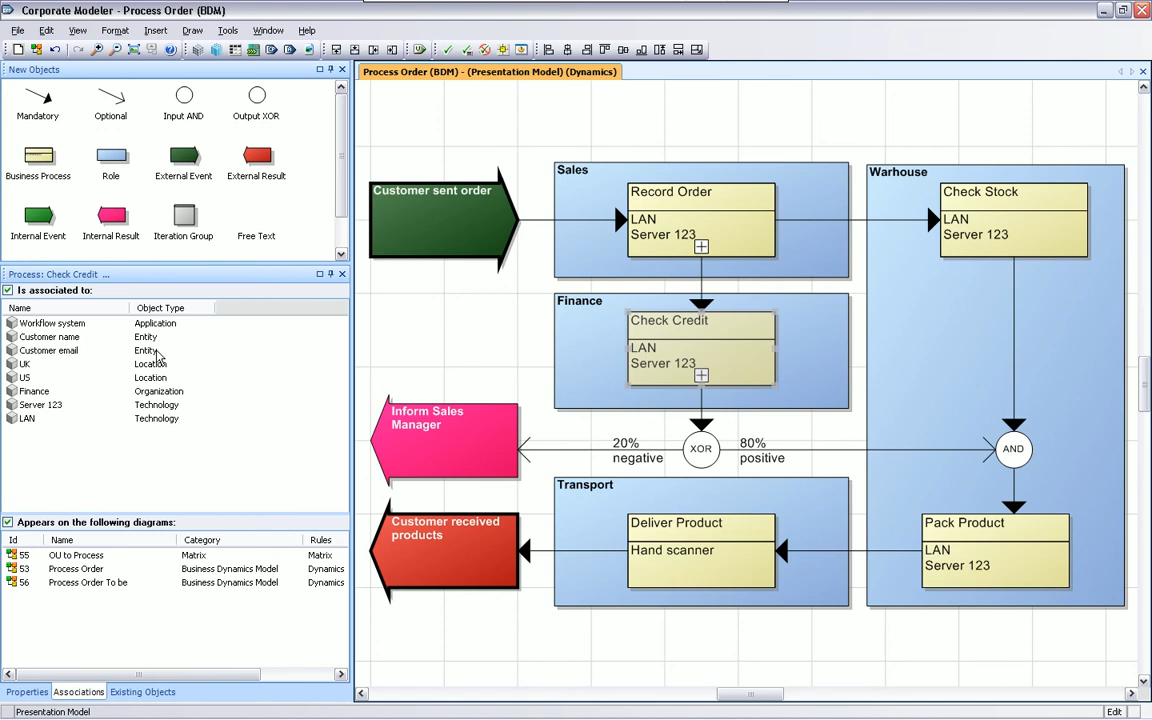 Corporate Modeler - Process Order (BDM)
File Edit View Format Insert Draw Tools Window Help
New Objects
Mandatory Optional Input AND Output XOR
Business Process Role External Event External Result
Internal Event Internal Result Iteration Group Free Text
Process: Check Credit ...
Is associated to:
Name Object Type
Workflow system Application
Customer name Entity
Customer email Entity
UK Location
US Location
Finance Organization
Server 123 Technology
LAN Technology
Appears on the following diagrams:
Id Name Category Rules
55 OU to Process Matrix Matrix
53 Process Order Business Dynamics Model Dynamics
56 Process Order To be Business Dynamics Model Dynamics
Properties Associations Existing Objects
Presentation Model
Edit
Process Order (BDM) - (Presentation Model) (Dynamics)
Customer sent order
Sales
Record Order
LAN
Server 123
Warhouse
Check Stock
LAN
Server 123
Finance
Check Credit
LAN
Server 123
Inform Sales
Manager
20%
negative
XOR
80%
positive
AND
Customer received
products
Transport
Deliver Product
Hand scanner
Pack Product
LAN
Server 123